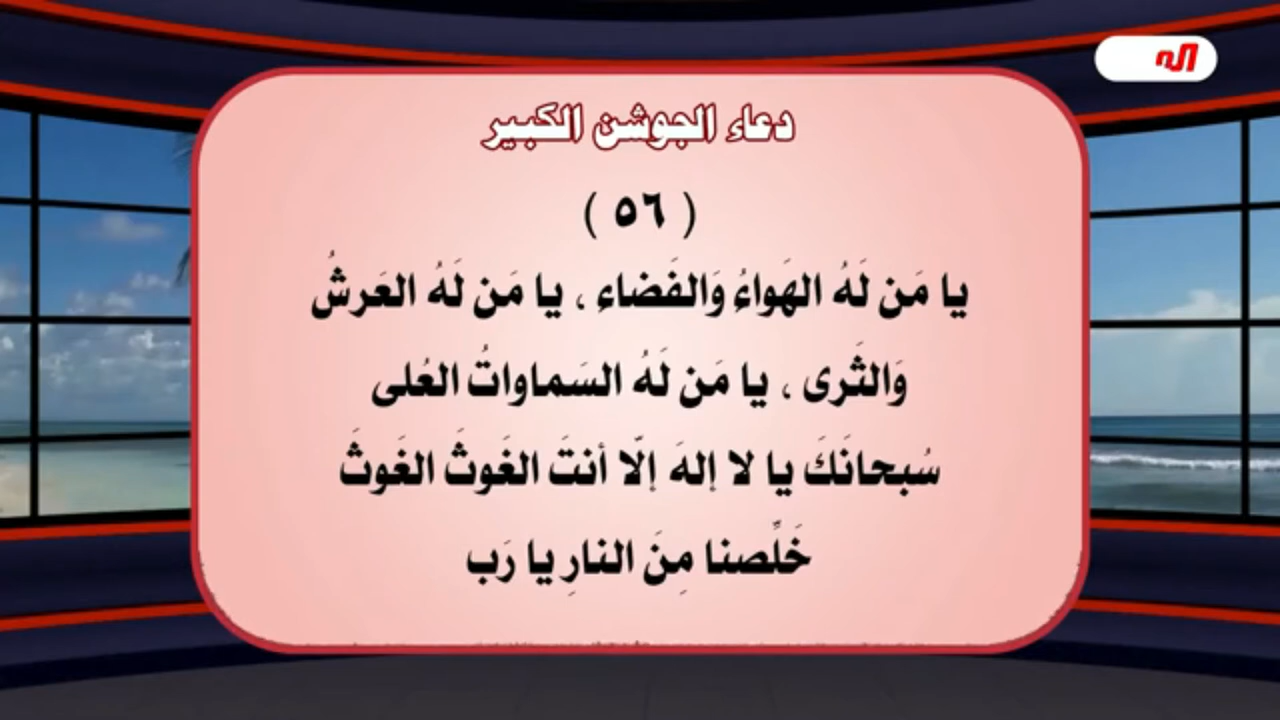 دعاء الجوشن الكبير
( ٥٦ )
يا مَن لَهُ الهَواءُ وَالفَضاءِ ، يا مَن لَهُ العَرشُ
وَالثَرى ، يا مَن لَهُ السَماواتُ العُلى
سُبحانَكَ يا لا إلهَ إلّا أنتَ الغَوثَ الغَوثَ
خَلِّصنا مِنَ النارِ يا رَب